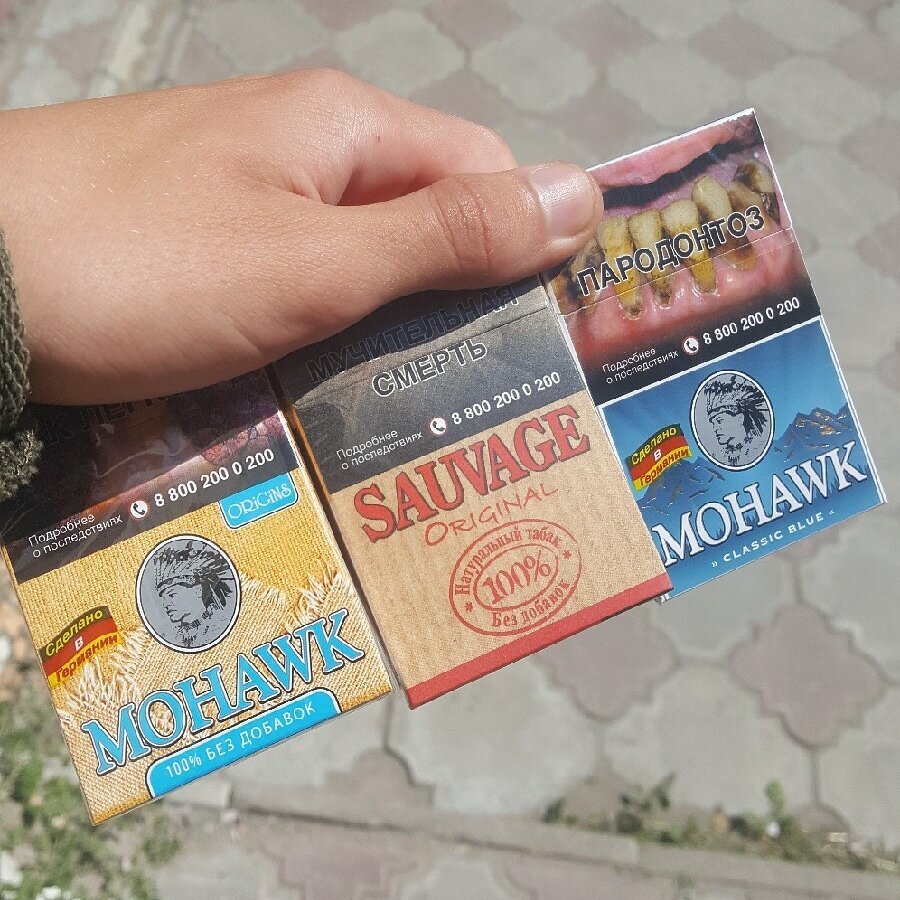 Подробнее
о последствиях
8 800 200 0 200
ORIGINS
Сделано
в
Германии
MOHAWK
100% БЕЗ ДОБАВОК
МУЧИТЕЛЬНАЯ
СМЕРТЬ
Подробнее
о последствиях
8 800 200 0 200
SAUVAGE
ORIGINAL
Натуральный табак
100%
Без добавок
ПАРОДОНТОЗ
Подробнее
о последствиях
8 800 200 0 200
Сделано
в
Германии
MOHAWK
» CLASSIC BLUE «